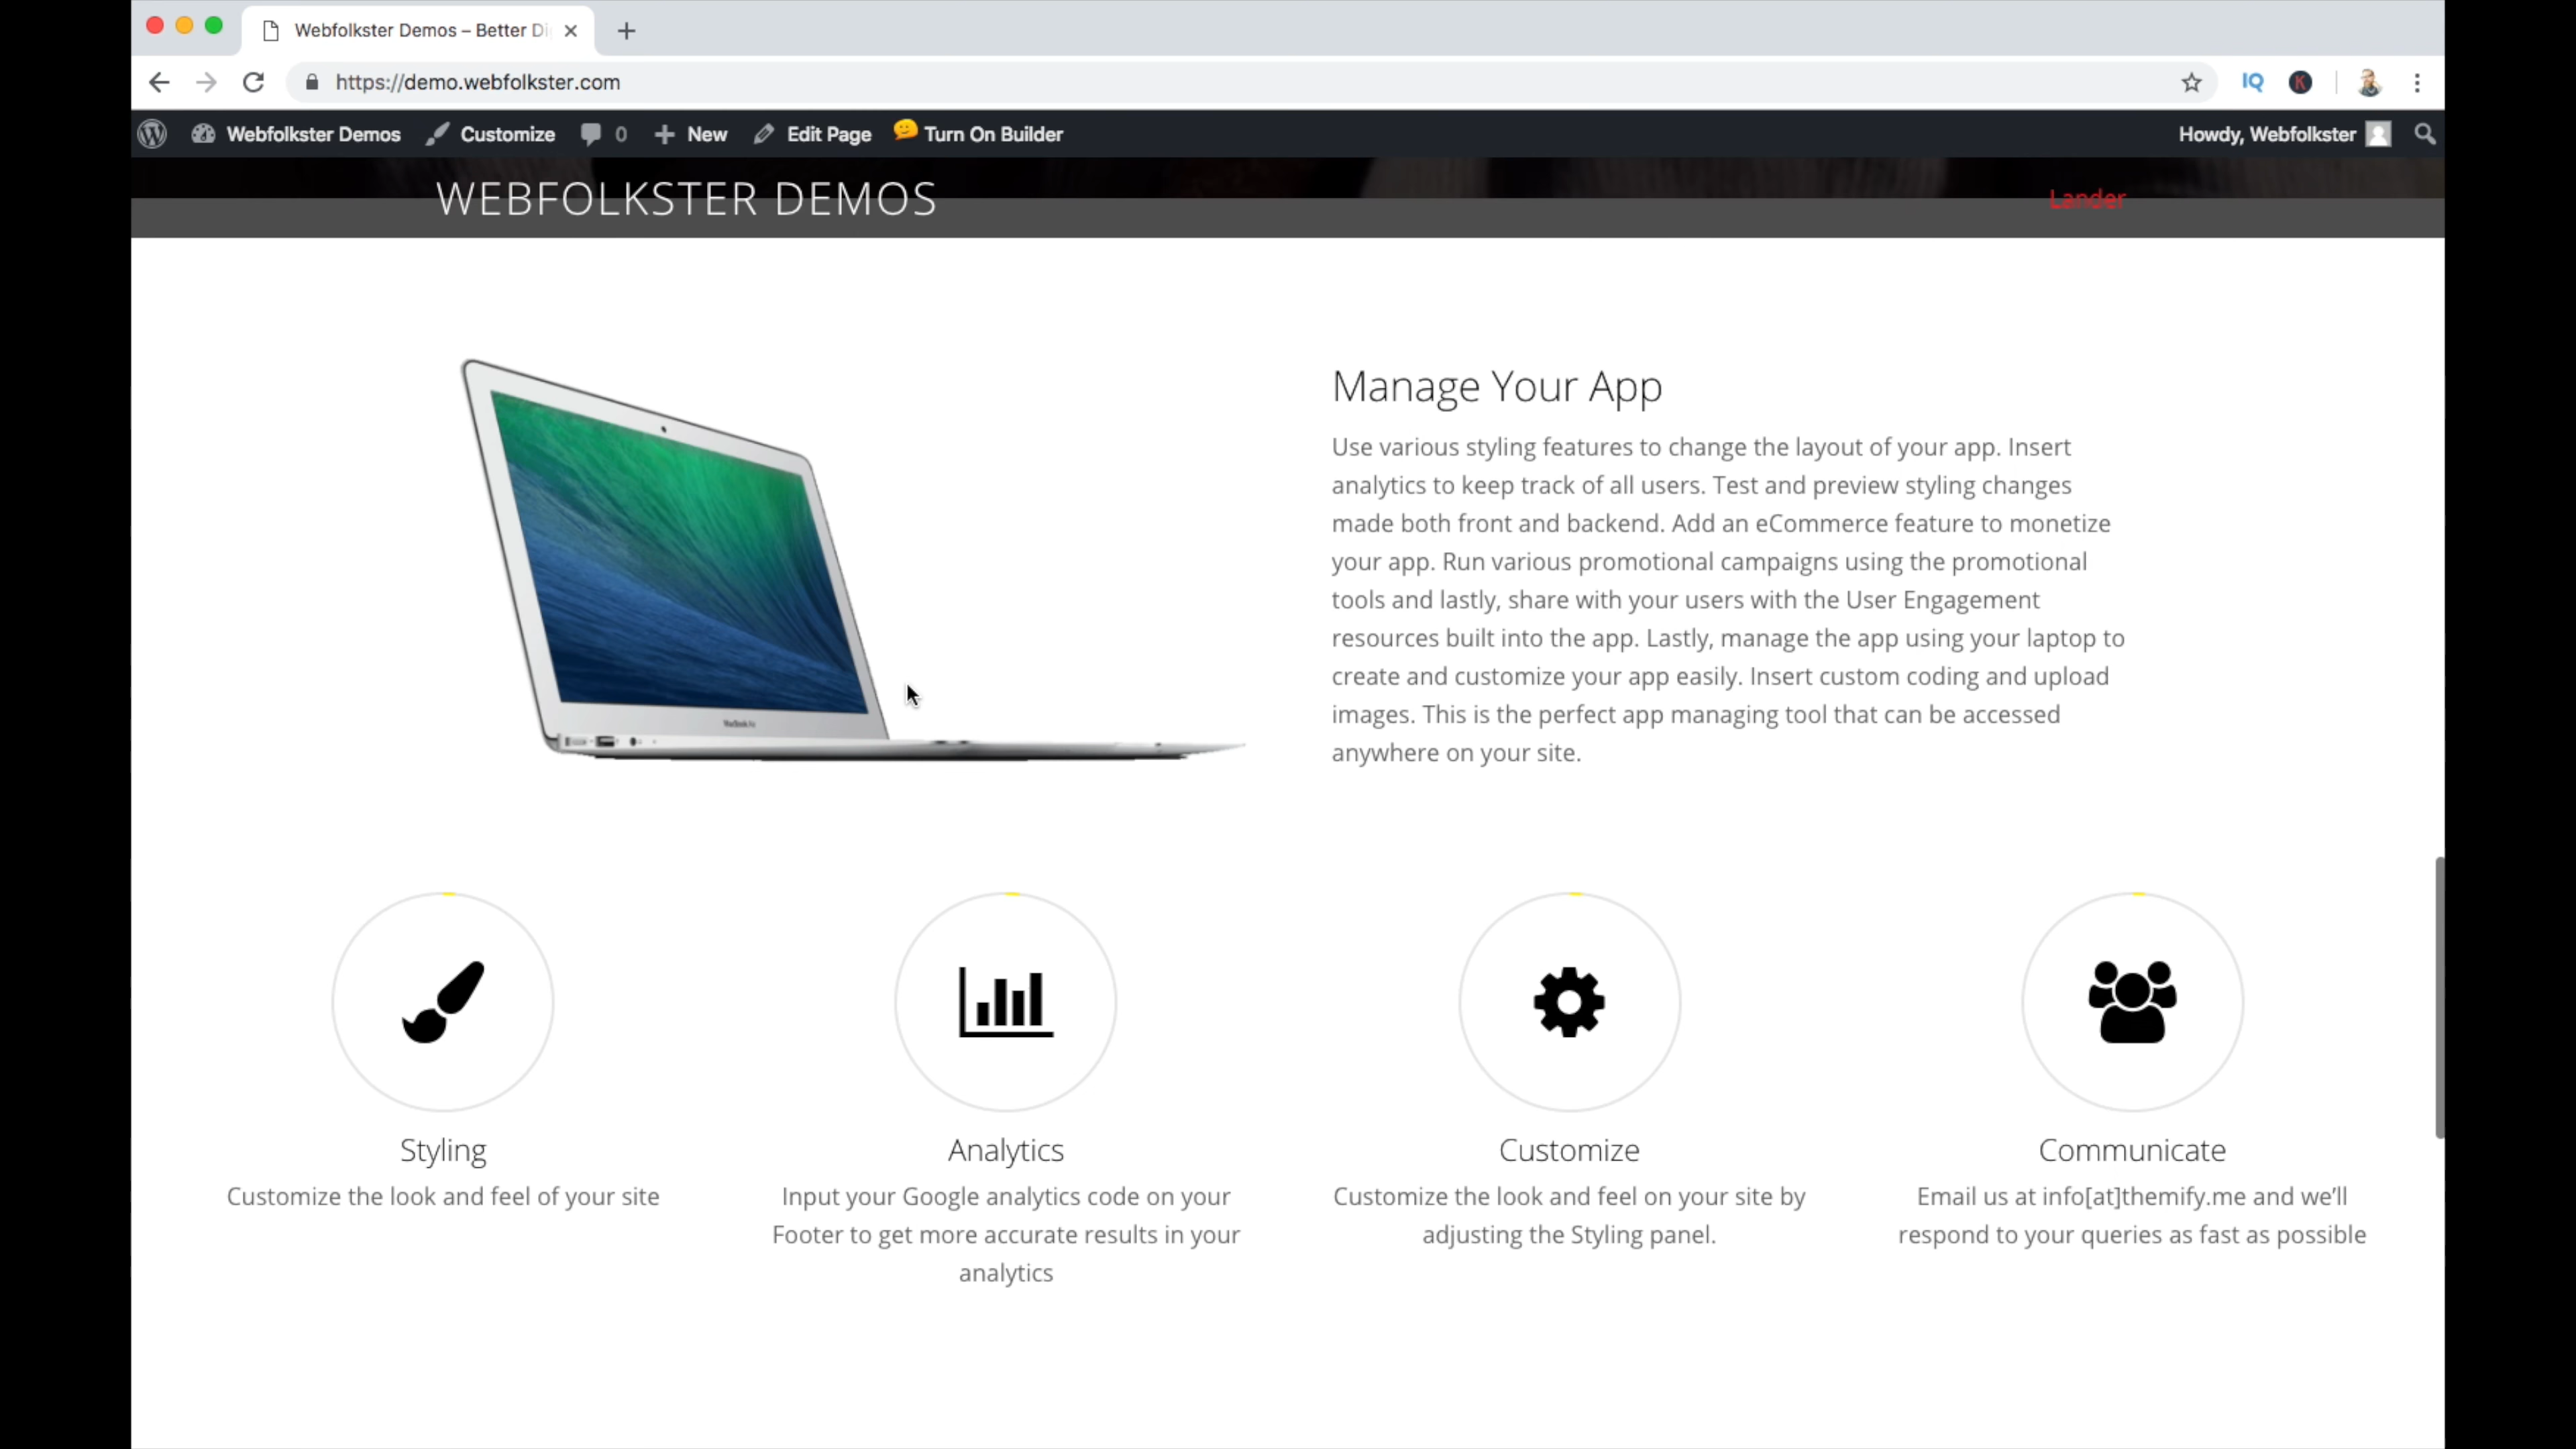 Webfolkster Demos – Better Di
https://demo.webfolkster.com
IQ
K
Webfolkster Demos
Customize
0
New
Edit Page
Turn On Builder
Howdy, Webfolkster
WEBFOLKSTER DEMOS
Lander
MacBook Air
Manage Your App
Use various styling features to change the layout of your app. Insert
analytics to keep track of all users. Test and preview styling changes
made both front and backend. Add an eCommerce feature to monetize
your app. Run various promotional campaigns using the promotional
tools and lastly, share with your users with the User Engagement
resources built into the app. Lastly, manage the app using your laptop to
create and customize your app easily. Insert custom coding and upload
images. This is the perfect app managing tool that can be accessed
anywhere on your site.
Styling
Customize the look and feel of your site
Analytics
Input your Google analytics code on your
Footer to get more accurate results in your
analytics
Customize
Customize the look and feel on your site by
adjusting the Styling panel.
Communicate
Email us at info[at]themify.me and we’ll
respond to your queries as fast as possible